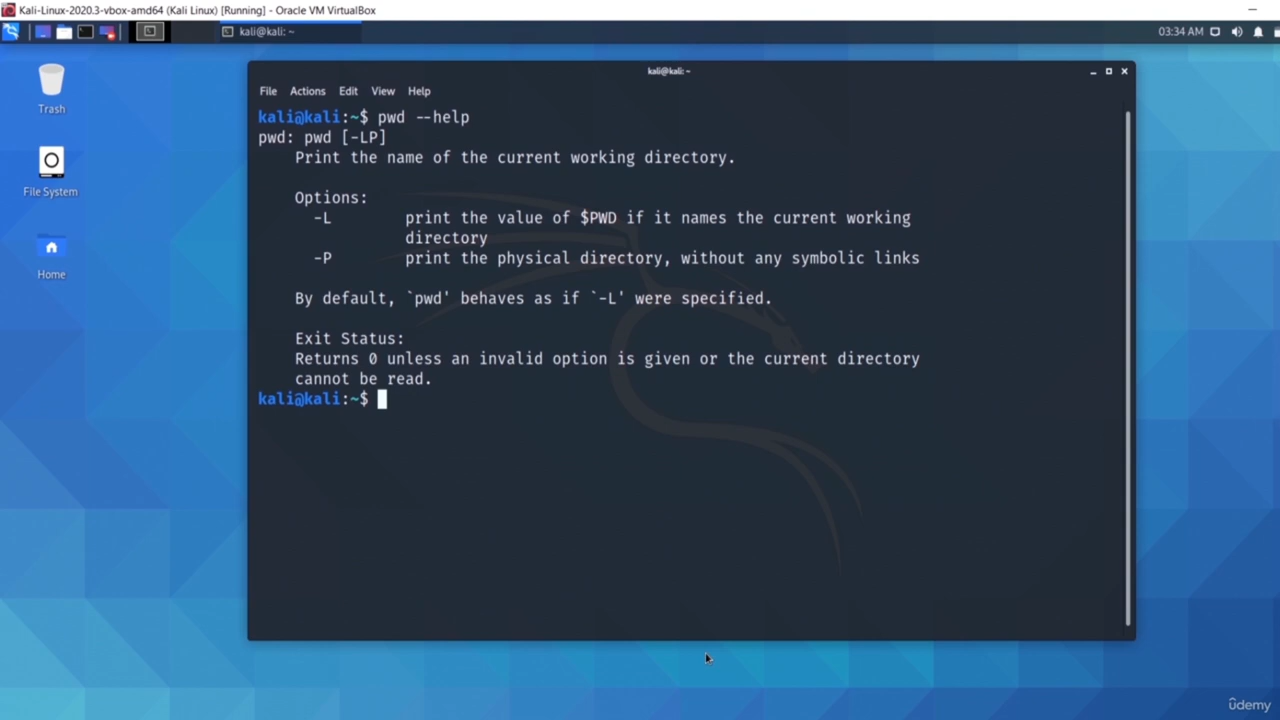 Kali-Linux-2020.3-vbox-amd64 (Kali Linux) [Running] - Oracle VM VirtualBox
kali@kali: ~
03:34 AM
kali@kali: ~
File Actions Edit View Help
Trash
File System
Home
kali@kali:~$ pwd --help
pwd: pwd [-LP]
Print the name of the current working directory.
Options:
-L print the value of $PWD if it names the current working
directory
-P print the physical directory, without any symbolic links
By default, `pwd' behaves as if `-L' were specified.
Exit Status:
Returns 0 unless an invalid option is given or the current directory
cannot be read.
kali@kali:~$
ûdemy